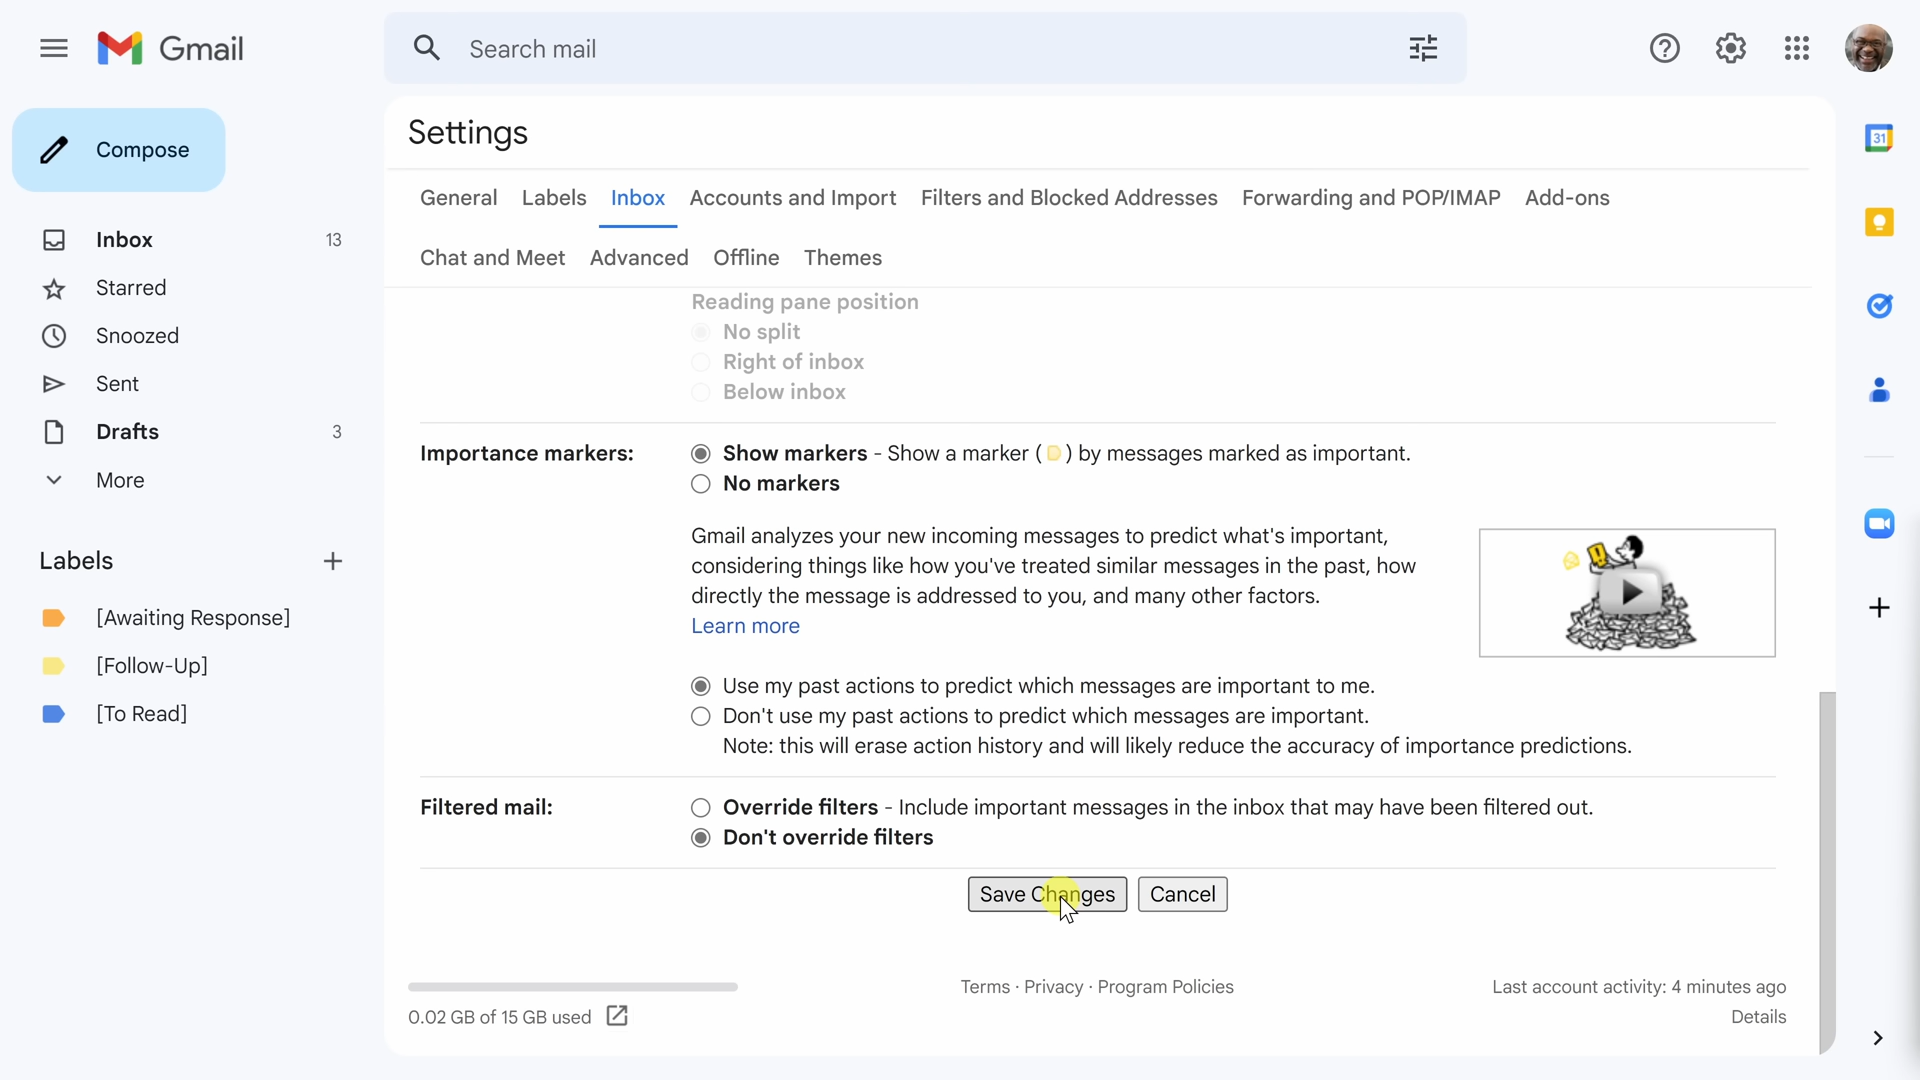 Gmail
Search mail
Compose
Inbox 13
Starred
Snoozed
Sent
Drafts 3
More
Labels
[Awaiting Response]
[Follow-Up]
[To Read]
Settings
General Labels Inbox Accounts and Import Filters and Blocked Addresses Forwarding and POP/IMAP Add-ons
Chat and Meet Advanced Offline Themes
Reading pane position
No split
Right of inbox
Below inbox
Importance markers: Show markers - Show a marker ( ) by messages marked as important.
No markers
Gmail analyzes your new incoming messages to predict what's important,
considering things like how you've treated similar messages in the past, how
directly the message is addressed to you, and many other factors.
Learn more
Use my past actions to predict which messages are important to me.
Don't use my past actions to predict which messages are important.
Note: this will erase action history and will likely reduce the accuracy of importance predictions.
Filtered mail: Override filters - Include important messages in the inbox that may have been filtered out.
Don't override filters
Save Changes Cancel
0.02 GB of 15 GB used
Terms · Privacy · Program Policies
Last account activity: 4 minutes ago
Details
31